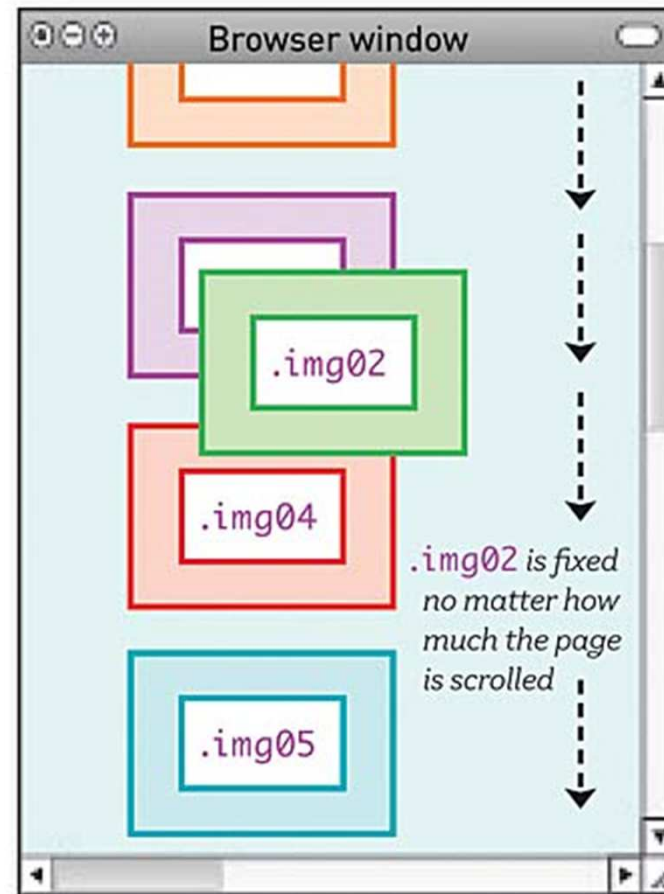 Browser window
.img02
.img04
.img02 is fixed
no matter how
much the page
is scrolled
.img05